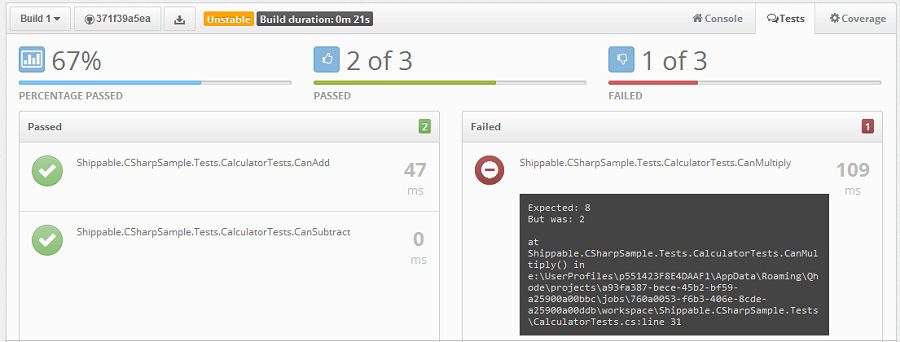 Build 1 371f39a5ea Unstable Build duration: 0m 21s Console Tests Coverage
67% 2 of 3 1 of 3
PERCENTAGE PASSED PASSED FAILED
Passed 2
Shippable.CSharpSample.Tests.CalculatorTests.CanAdd 47
ms
Shippable.CSharpSample.Tests.CalculatorTests.CanSubtract 0
ms
Failed 1
Shippable.CSharpSample.Tests.CalculatorTests.CanMultiply 109
ms
Expected: 8
But was: 2
at
Shippable.CSharpSample.Tests.CalculatorTests.CanMul
tiply() in
e:\UserProfiles\p551423F8E4DAAF1\AppData\Roaming\Qh
ode\projects\a93fa387-bece-45b2-bf59-
a25900a00bbc\jobs\760a0053-f6b3-406e-8cde-
a25900a00ddb\workspace\Shippable.CSharpSample.Tests
\CalculatorTests.cs:line 31